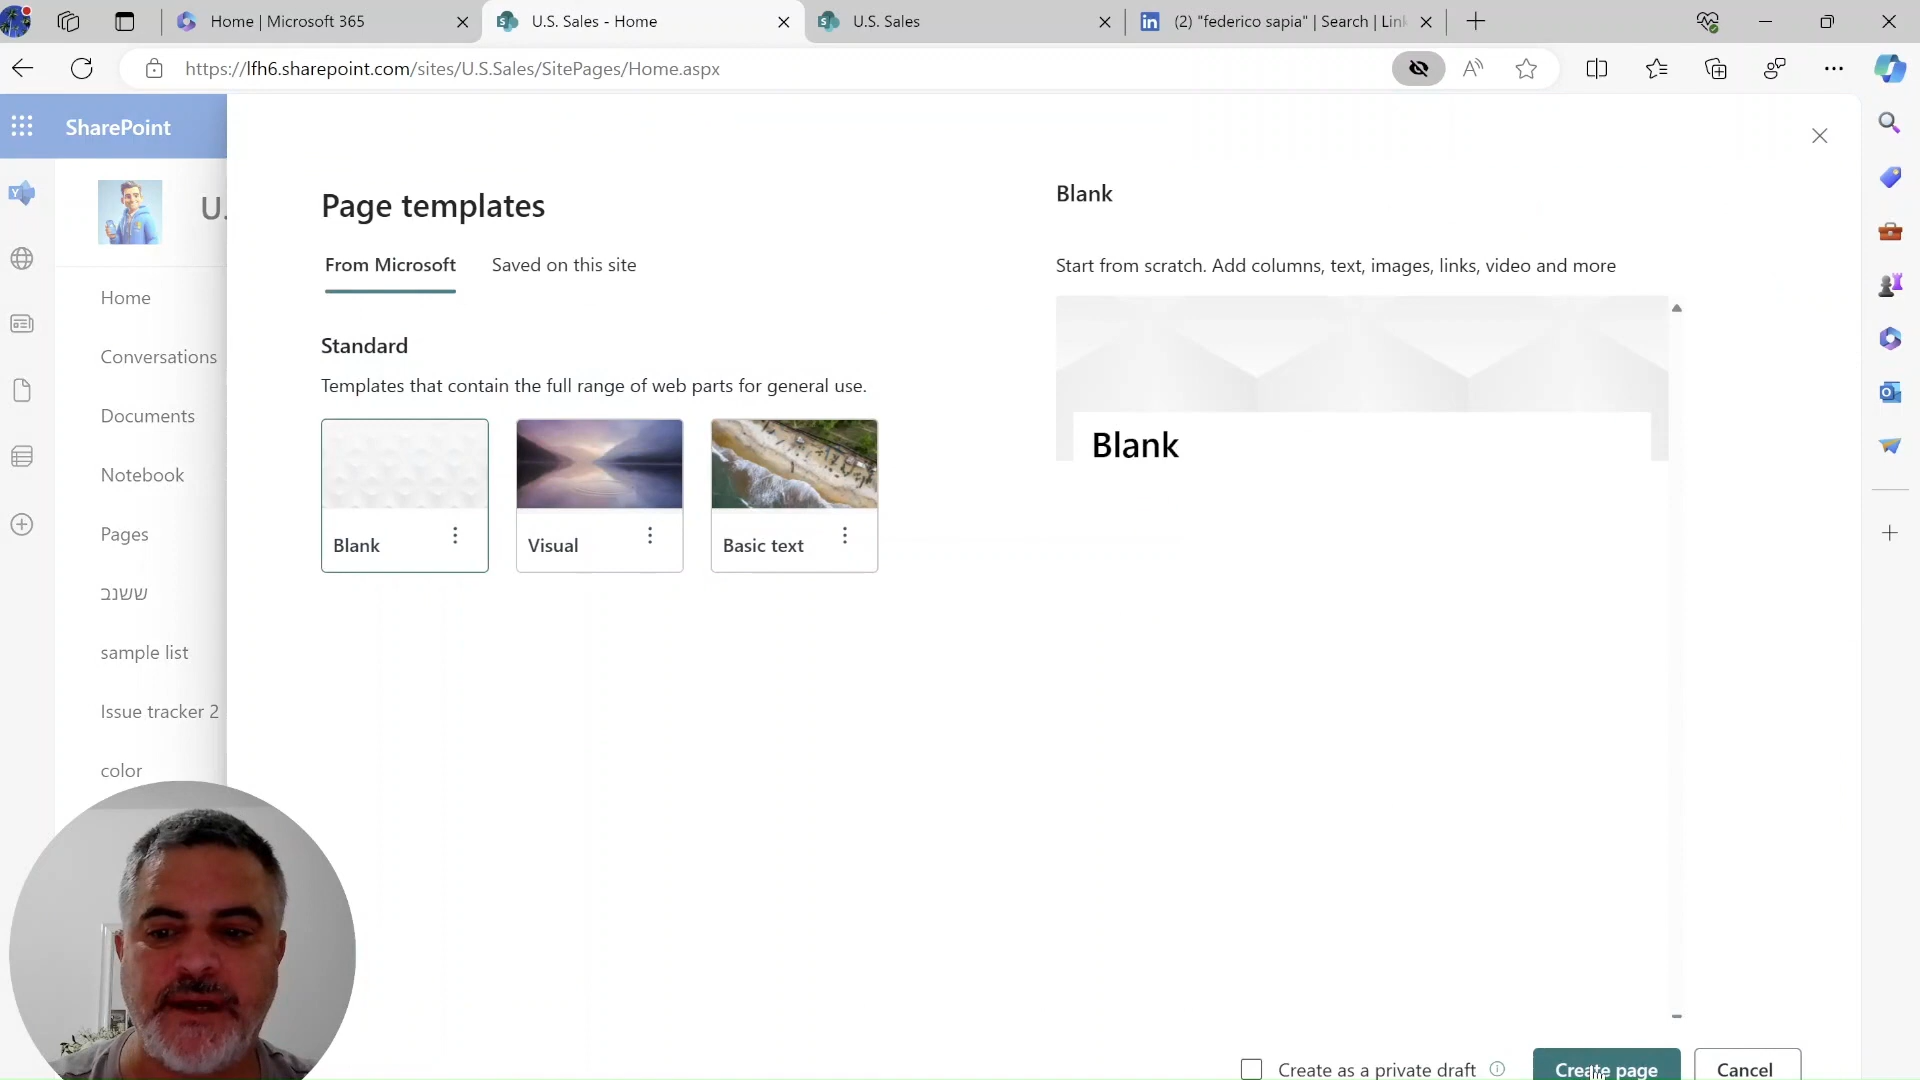 Home | Microsoft 365
U.S. Sales - Home
U.S. Sales
(2) "federico sapia" | Search | Link
https://lfh6.sharepoint.com/sites/U.S.Sales/SitePages/Home.aspx
SharePoint
U.
Home
Conversations
Documents
Notebook
Pages
ששנב
sample list
Issue tracker 2
color
Page templates
From Microsoft
Saved on this site
Standard
Templates that contain the full range of web parts for general use.
Blank
Visual
Basic text
Blank
Start from scratch. Add columns, text, images, links, video and more
Blank
Create as a private draft
Create page
Cancel